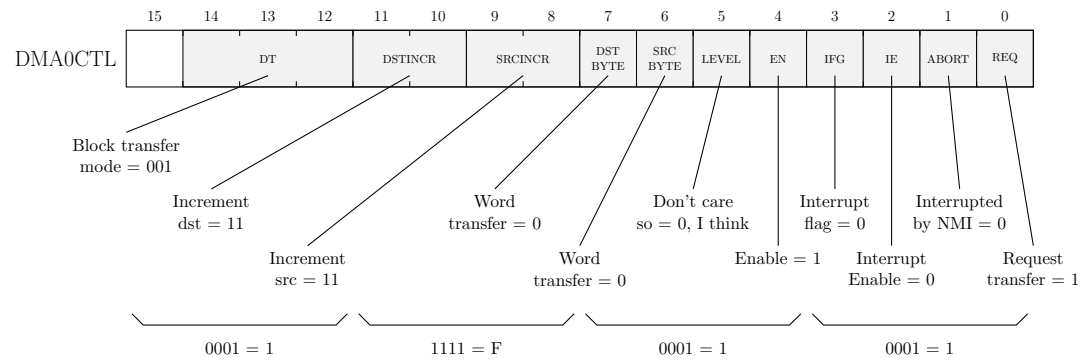 15 14 13 12 11 10 9 8 7 6 5 4 3 2 1 0
DMA0CTL
DT
DSTINCR
SRCINCR
DST
BYTE
SRC
BYTE
LEVEL
EN
IFG
IE
ABORT
REQ
Block transfer
mode = 001
Increment
dst = 11
Increment
src = 11
Word
transfer = 0
Word
transfer = 0
Don't care
so = 0, I think
Enable = 1
Interrupt
flag = 0
Interrupt
Enable = 0
Interrupted
by NMI = 0
Request
transfer = 1
0001 = 1
1111 = F
0001 = 1
0001 = 1